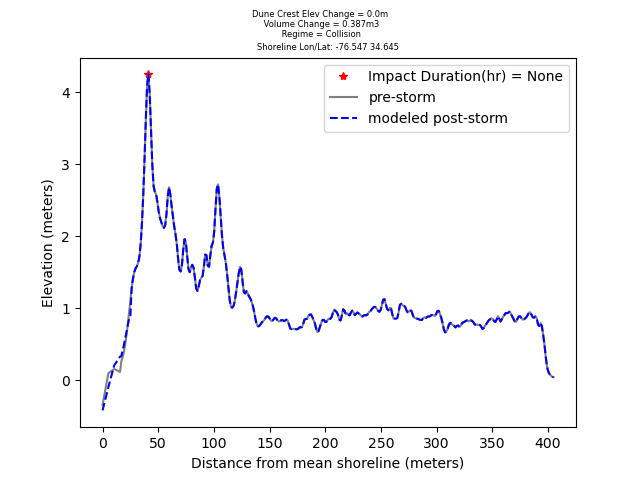 Dune Crest Elev Change = 0.0m
Volume Change = 0.387m3
Regime = Collision
Shoreline Lon/Lat: -76.547 34.645
Impact Duration(hr) = None
pre-storm
modeled post-storm
Elevation (meters)
4
3
2
1
0
0 50 100 150 200 250 300 350 400
Distance from mean shoreline (meters)